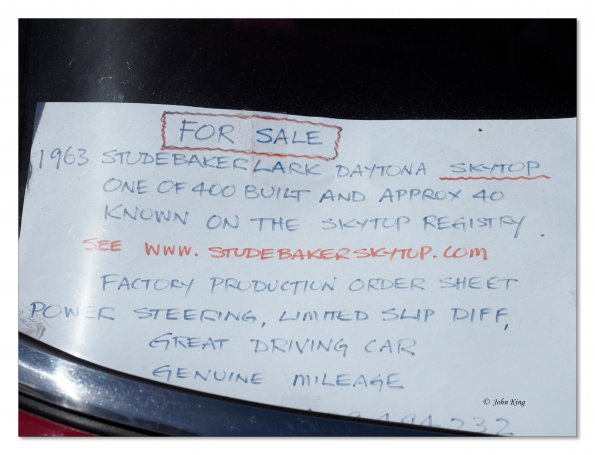 FOR SALE
1963 STUDEBAKER LARK DAYTONA SKYTOP
ONE OF 400 BUILT AND APPROX 40
KNOWN ON THE SKYTOP REGISTRY
SEE WWW.STUDEBAKERSKYTOP.COM
FACTORY PRODUCTION ORDER SHEET
POWER STEERING, LIMITED SLIP DIFF,
GREAT DRIVING CAR
GENUINE MILEAGE
© John King